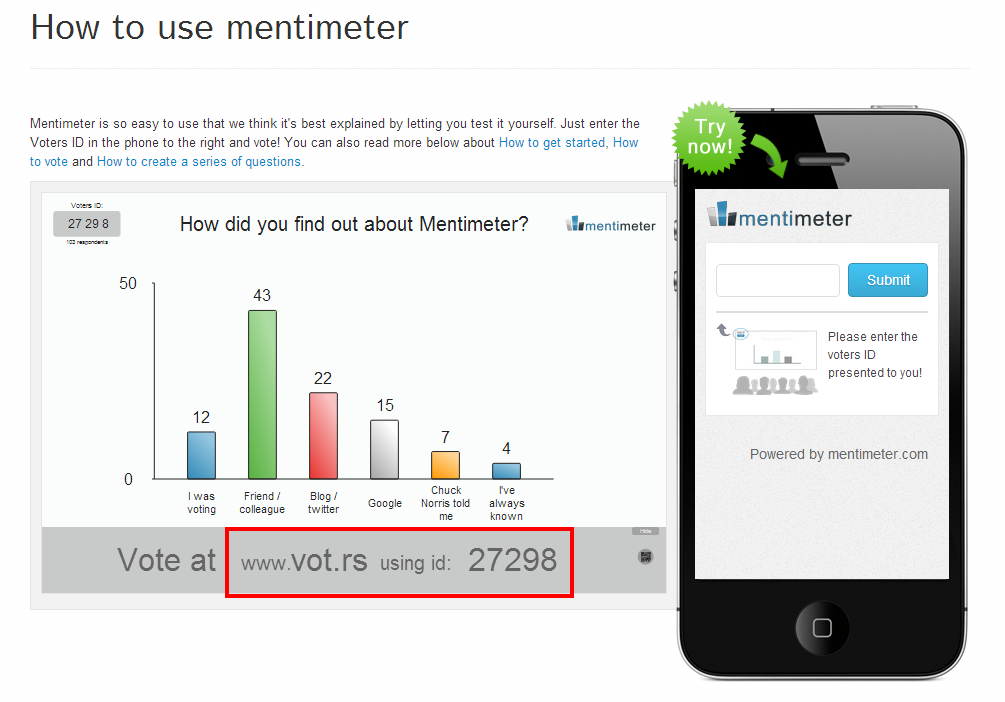 How to use mentimeter
Mentimeter is so easy to use that we think it's best explained by letting you test it yourself. Just enter the
Voters ID in the phone to the right and vote! You can also read more below about How to get started, How
to vote and How to create a series of questions.
Voters ID:
27 29 8
103 respondents
How did you find out about Mentimeter?
mentimeter
50
0
12
43
22
15
7
4
I was
voting
Friend /
colleague
Blog /
twitter
Google
Chuck
Norris told
me
I've
always
known
Hide
Vote at www.vot.rs using id: 27298
Try
now!
mentimeter
Submit
Please enter the
voters ID
presented to you!
Powered by mentimeter.com